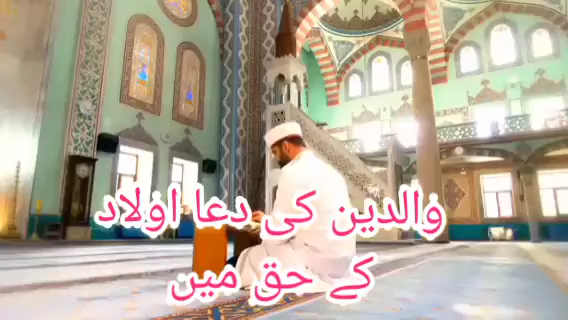 والدین کی دعا اولاد
کے حق میں